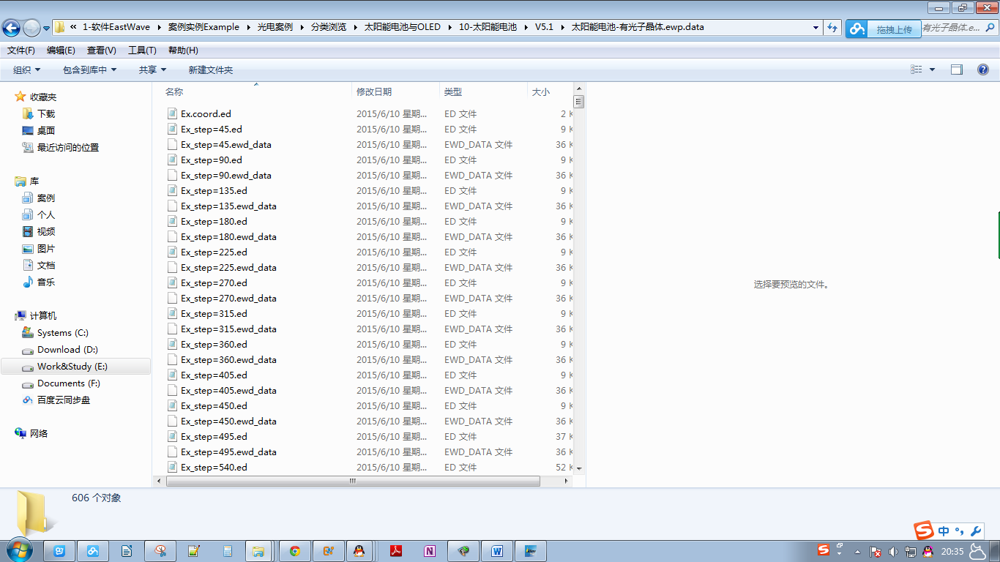 « 1-软件EastWave ▸ 案例实例Example ▸ 光电案例 ▸ 分类浏览 ▸ 太阳能电池与OLED ▸ 10-太阳能电池 ▸ V5.1 ▸ 太阳能电池-有光子晶体.ewp.data
拖拽上传
有光子晶体.e...
文件(F) 编辑(E) 查看(V) 工具(T) 帮助(H)
组织 包含到库中 共享 新建文件夹
收藏夹
下载
桌面
最近访问的位置
库
案例
个人
视频
图片
文档
音乐
计算机
Systems (C:)
Download (D:)
Work&Study (E:)
Documents (F:)
百度云同步盘
网络
名称 修改日期 类型 大小
Ex.coord.ed 2015/6/10 星期... ED 文件 2 K
Ex_step=45.ed 2015/6/10 星期... ED 文件 9 K
Ex_step=45.ewd_data 2015/6/10 星期... EWD_DATA 文件 36 K
Ex_step=90.ed 2015/6/10 星期... ED 文件 9 K
Ex_step=90.ewd_data 2015/6/10 星期... EWD_DATA 文件 36 K
Ex_step=135.ed 2015/6/10 星期... ED 文件 9 K
Ex_step=135.ewd_data 2015/6/10 星期... EWD_DATA 文件 36 K
Ex_step=180.ed 2015/6/10 星期... ED 文件 9 K
Ex_step=180.ewd_data 2015/6/10 星期... EWD_DATA 文件 36 K
Ex_step=225.ed 2015/6/10 星期... ED 文件 9 K
Ex_step=225.ewd_data 2015/6/10 星期... EWD_DATA 文件 36 K
Ex_step=270.ed 2015/6/10 星期... ED 文件 9 K
Ex_step=270.ewd_data 2015/6/10 星期... EWD_DATA 文件 36 K
Ex_step=315.ed 2015/6/10 星期... ED 文件 9 K
Ex_step=315.ewd_data 2015/6/10 星期... EWD_DATA 文件 36 K
Ex_step=360.ed 2015/6/10 星期... ED 文件 9 K
Ex_step=360.ewd_data 2015/6/10 星期... EWD_DATA 文件 36 K
Ex_step=405.ed 2015/6/10 星期... ED 文件 9 K
Ex_step=405.ewd_data 2015/6/10 星期... EWD_DATA 文件 36 K
Ex_step=450.ed 2015/6/10 星期... ED 文件 9 K
Ex_step=450.ewd_data 2015/6/10 星期... EWD_DATA 文件 36 K
Ex_step=495.ed 2015/6/10 星期... ED 文件 37 K
Ex_step=495.ewd_data 2015/6/10 星期... EWD_DATA 文件 36 K
Ex_step=540.ed 2015/6/10 星期... ED 文件 52 K
选择要预览的文件。
606 个对象
中
20:35